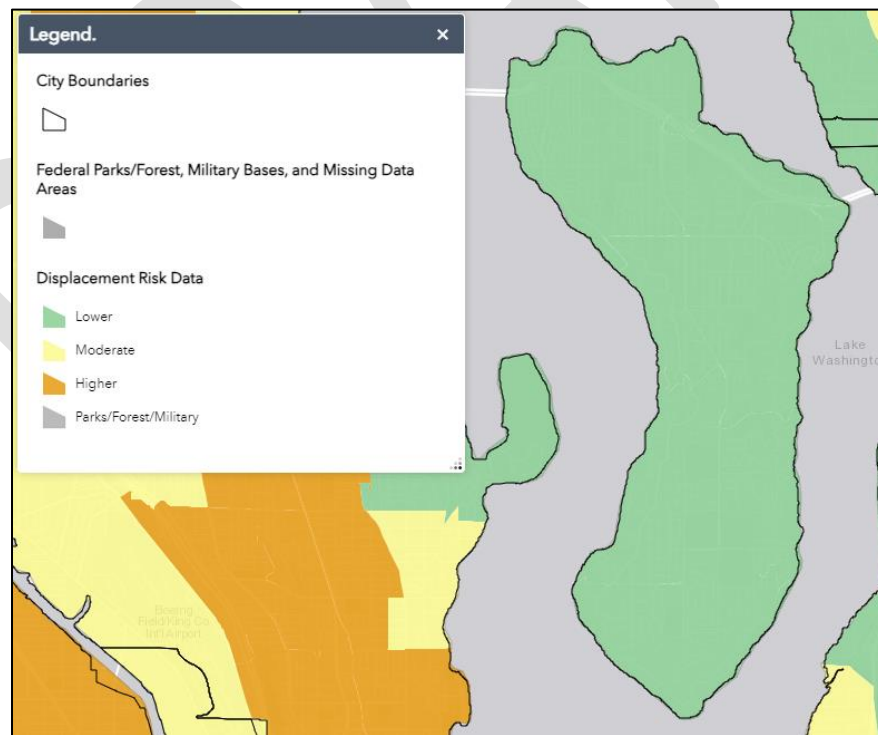 Legend.
×
City Boundaries
Federal Parks/Forest, Military Bases, and Missing Data
Areas
Displacement Risk Data
Lower
Moderate
Higher
Parks/Forest/Military
Lake
Washingto
Boeing
Field/King Co
Int'l Airport